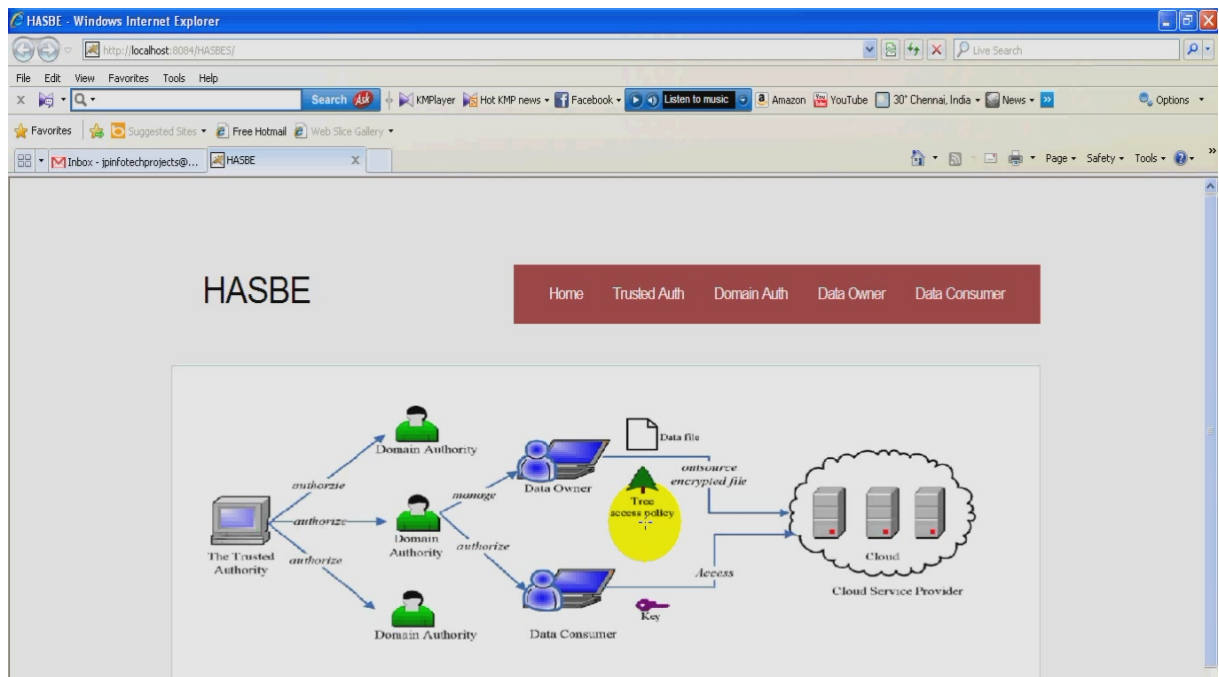 HASBE - Windows Internet Explorer
http://localhost:8084/HASBES/
Live Search
File Edit View Favorites Tools Help
x Search Ask KMPlayer Hot KMP news Facebook Listen to music Amazon YouTube 30° Chennai, India News Options
Favorites Suggested Sites Free Hotmail Web Slice Gallery
Inbox - jpinfotechprojects@... HASBE x Page Safety Tools
HASBE
Home Trusted Auth Domain Auth Data Owner Data Consumer
Domain Authority
Data file
authorzie
manage
Data Owner
outsource
encrypted file
Tree
access policy
authorize
The Trusted
Authority
Domain
Authority
authorize
authorize
Cloud
Access
Cloud Service Provider
Key
Domain Authority
Data Consumer